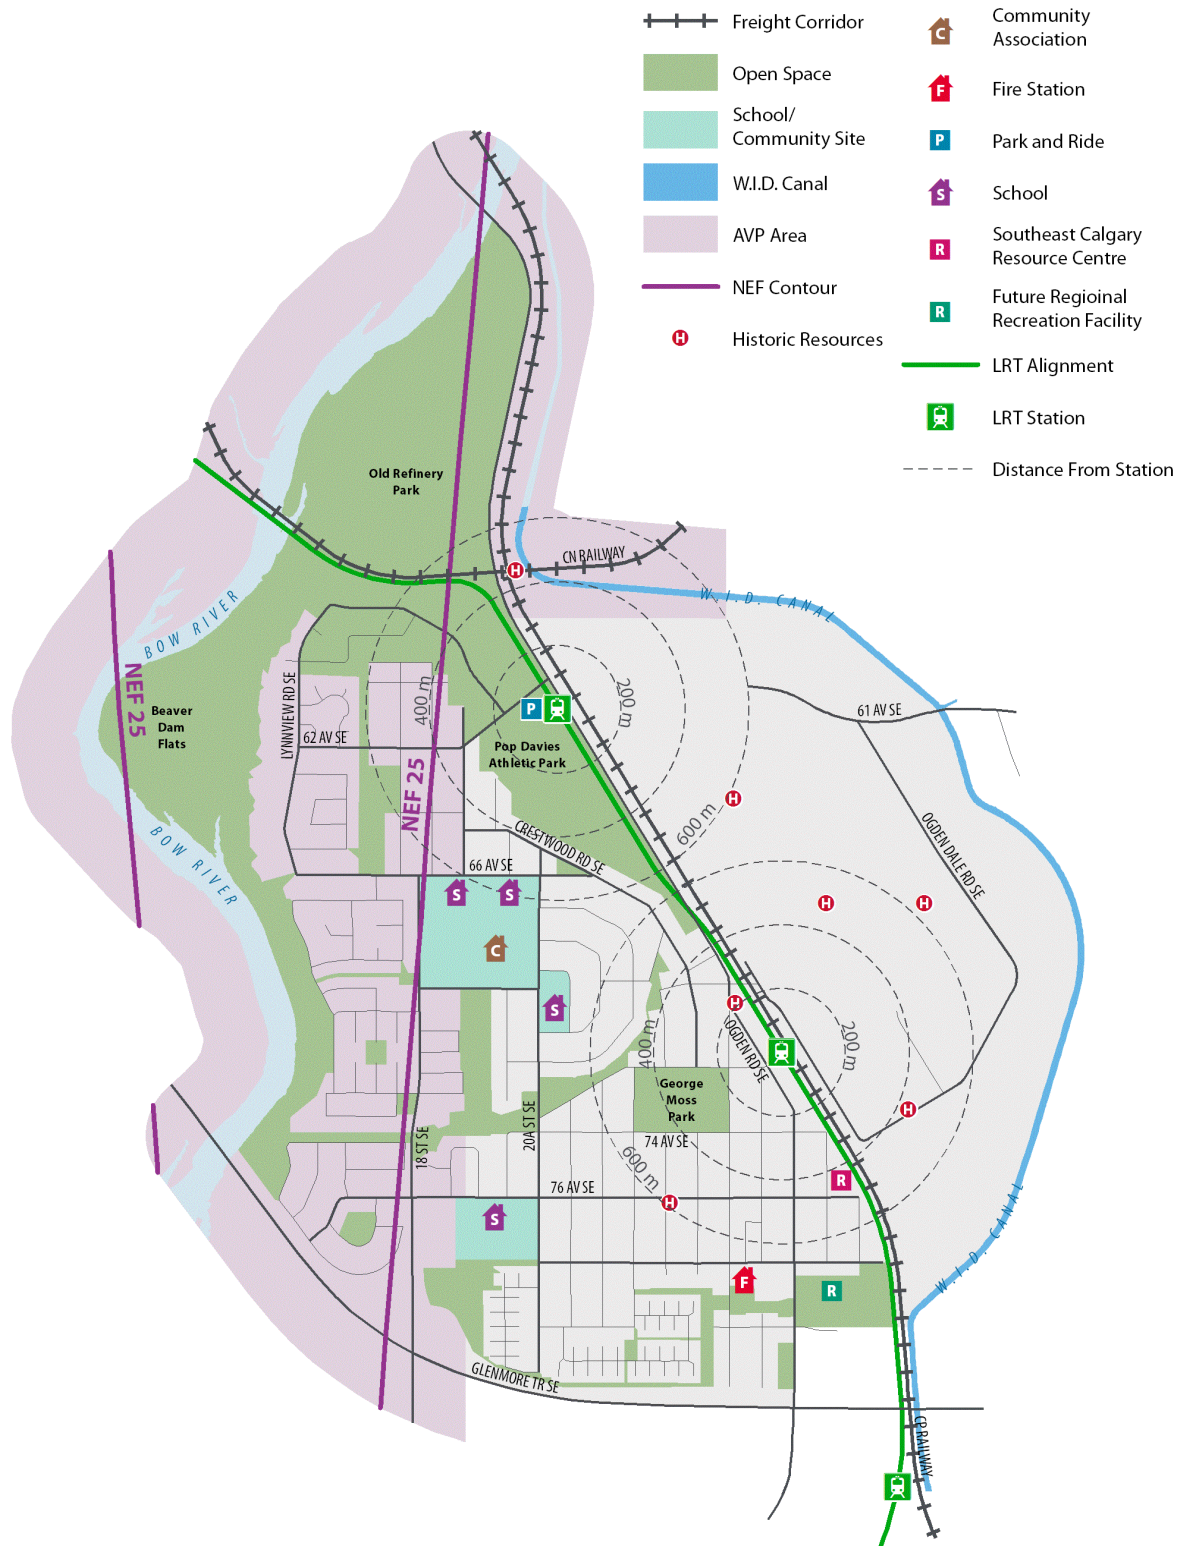 Freight Corridor
Open Space
School/
Community Site
W.I.D. Canal
AVP Area
NEF Contour
H
Historic Resources
C
Community
Association
F
Fire Station
P
Park and Ride
S
School
R
Southeast Calgary
Resource Centre
R
Future Regioinal
Recreation Facility
LRT Alignment
LRT Station
Distance From Station
Old Refinery
Park
CN RAILWAY
H
W.I.D. CANAL
BOW RIVER
NEF 25
Beaver
Dam
Flats
LYNNVIEW RD SE
400 m
200 m
P
61 AV SE
62 AV SE
Pop Davies
Athletic Park
NEF 25
H
600 m
CRESTWOOD RD SE
OGDEN DALE RD SE
BOW RIVER
66 AV SE
S
S
H
H
C
S
H
OGDEN RD SE
400 m
200 m
George
Moss
Park
H
18 ST SE
20A ST SE
74 AV SE
600 m
76 AV SE
R
H
S
W.I.D. CANAL
F
R
GLENMORE TR SE
CP RAILWAY